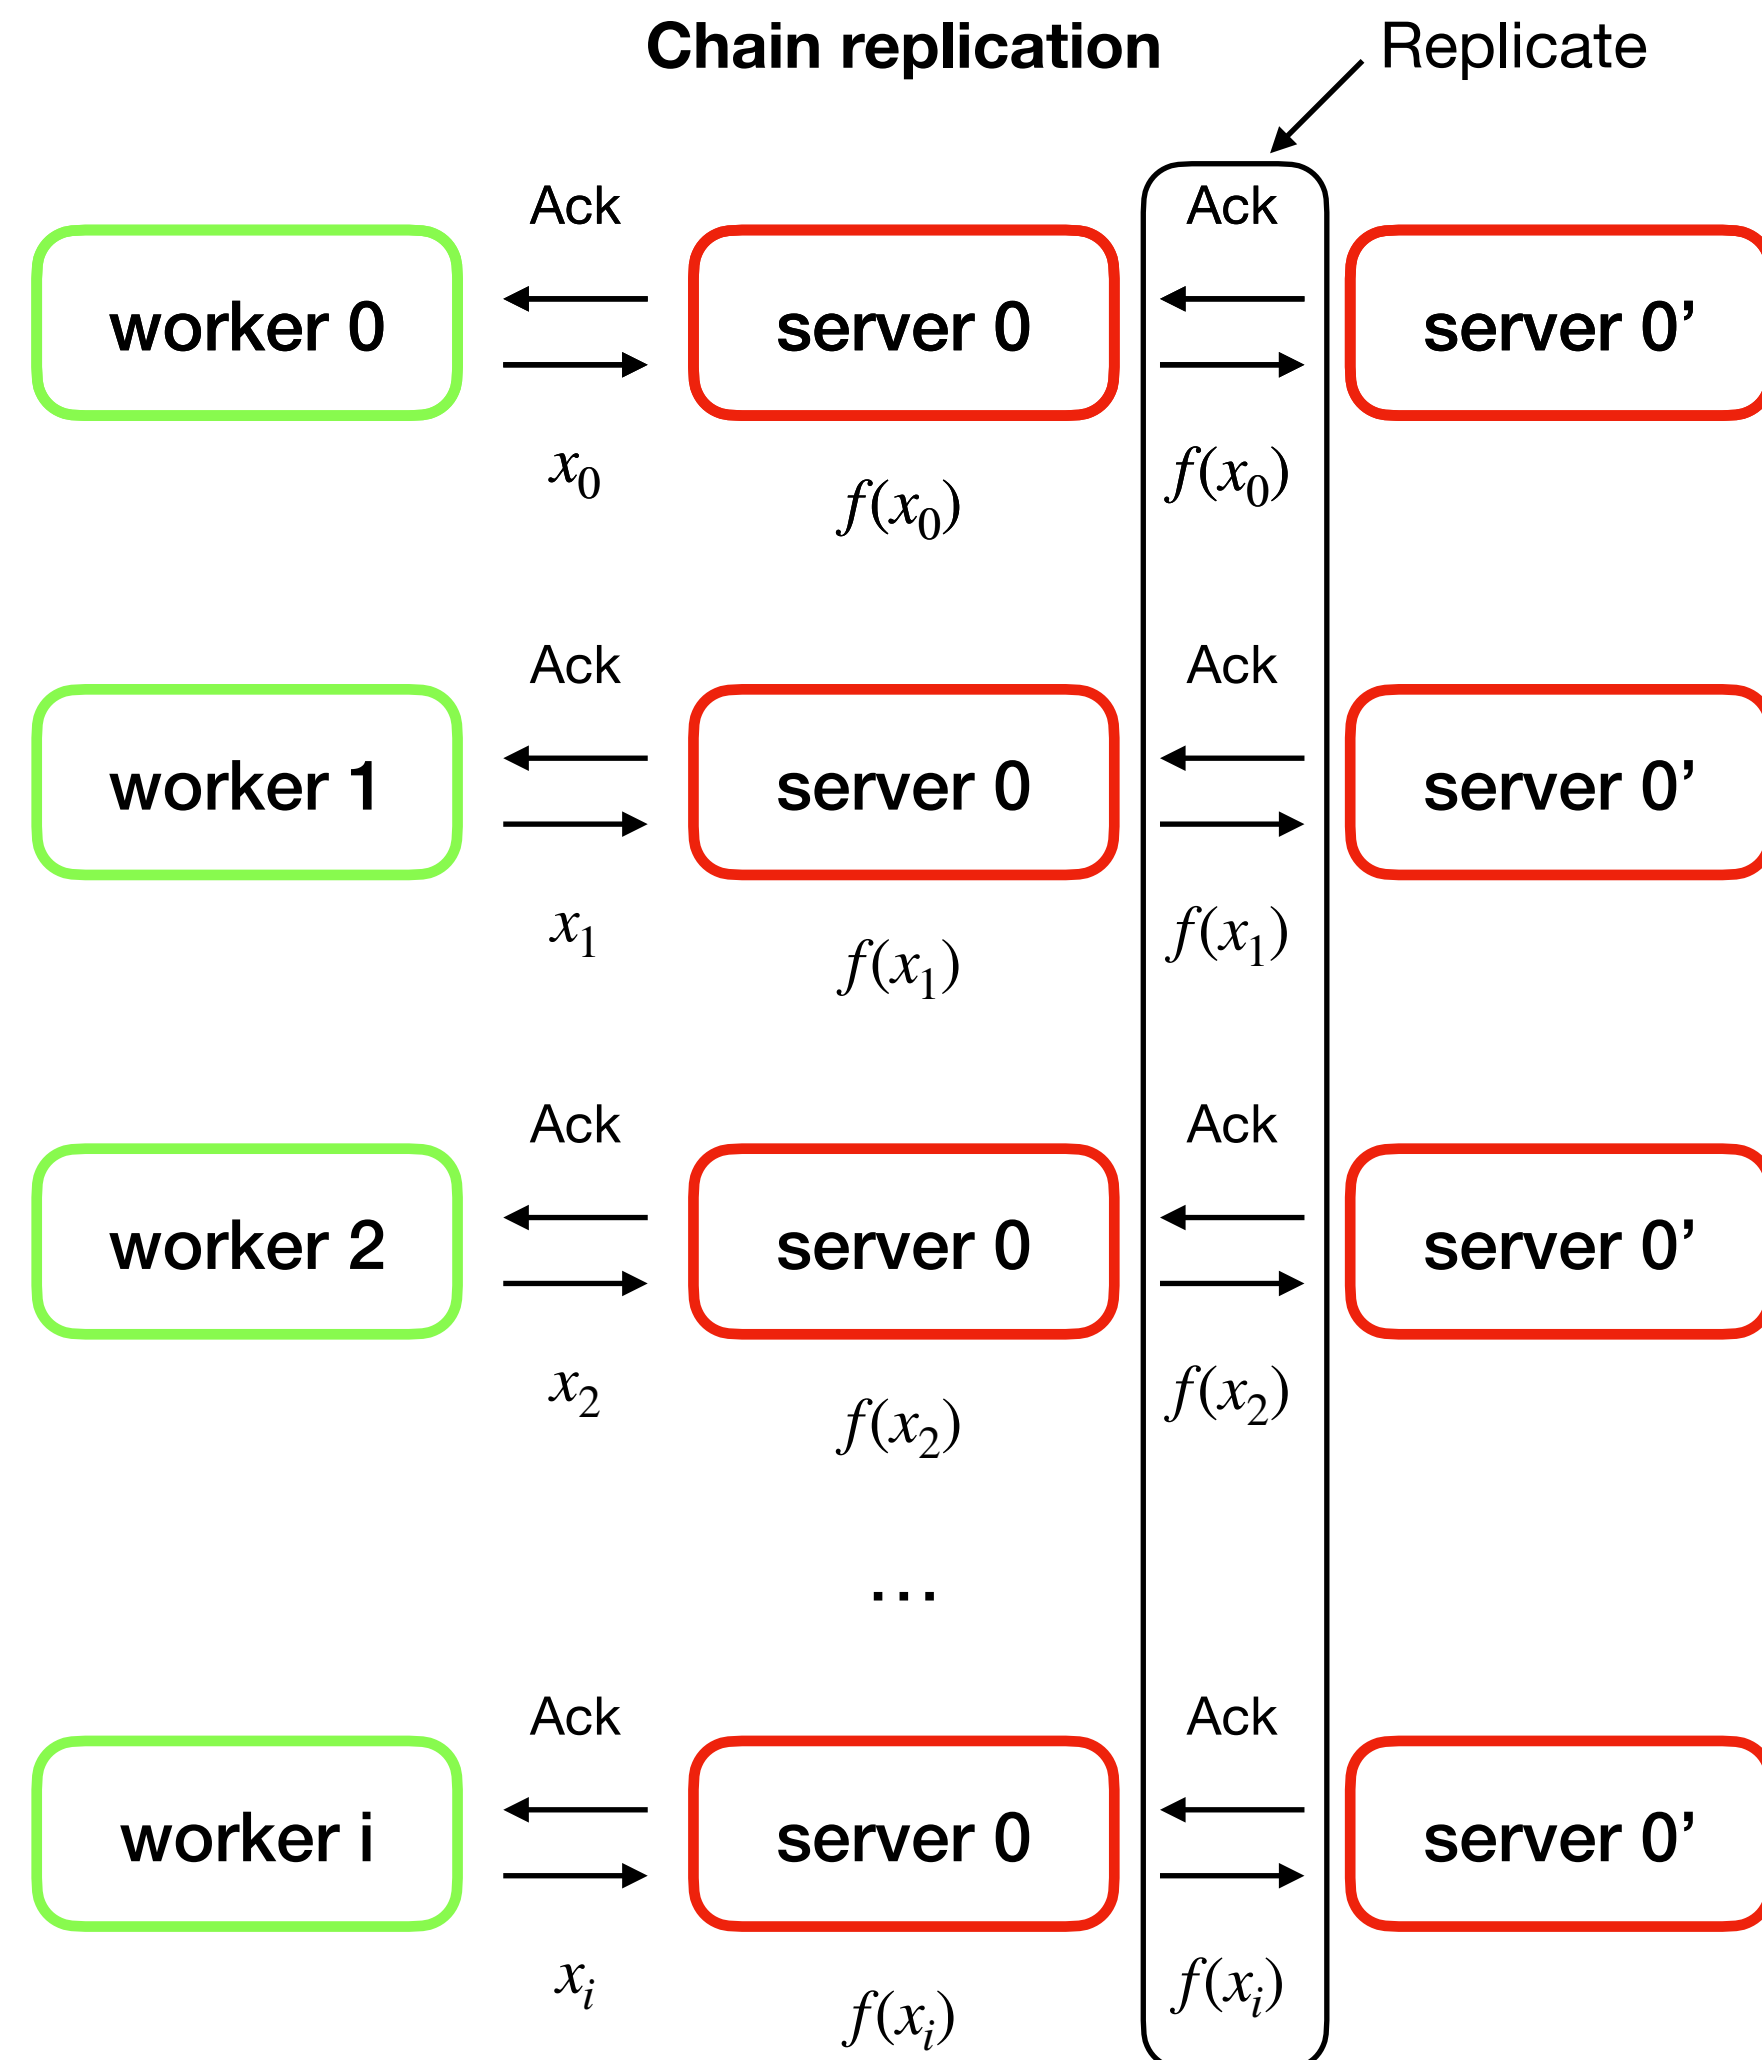 Chain replication
Replicate
Ack Ack
worker 0 server 0 server 0’
x₀ f(x₀) f(x₀)
Ack Ack
worker 1 server 0 server 0’
x₁ f(x₁) f(x₁)
Ack Ack
worker 2 server 0 server 0’
x₂ f(x₂) f(x₂)
…
Ack Ack
worker i server 0 server 0’
xᵢ f(xᵢ) f(xᵢ)